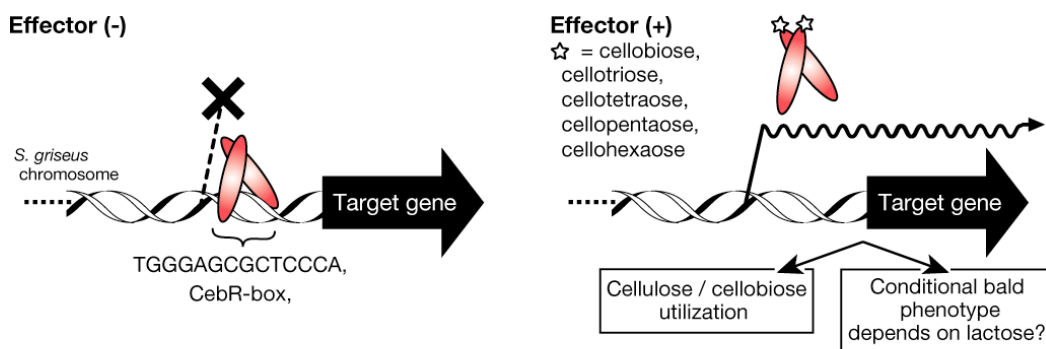 Effector (-)
S. griseus
chromosome
Target gene
TGGGAGCGCTCCCA,
CebR-box,
Effector (+)
☆ = cellobiose,
cellotriose,
cellotetraose,
cellopentaose,
cellohexaose
Target gene
Cellulose / cellobiose
utilization
Conditional bald
phenotype
depends on lactose?